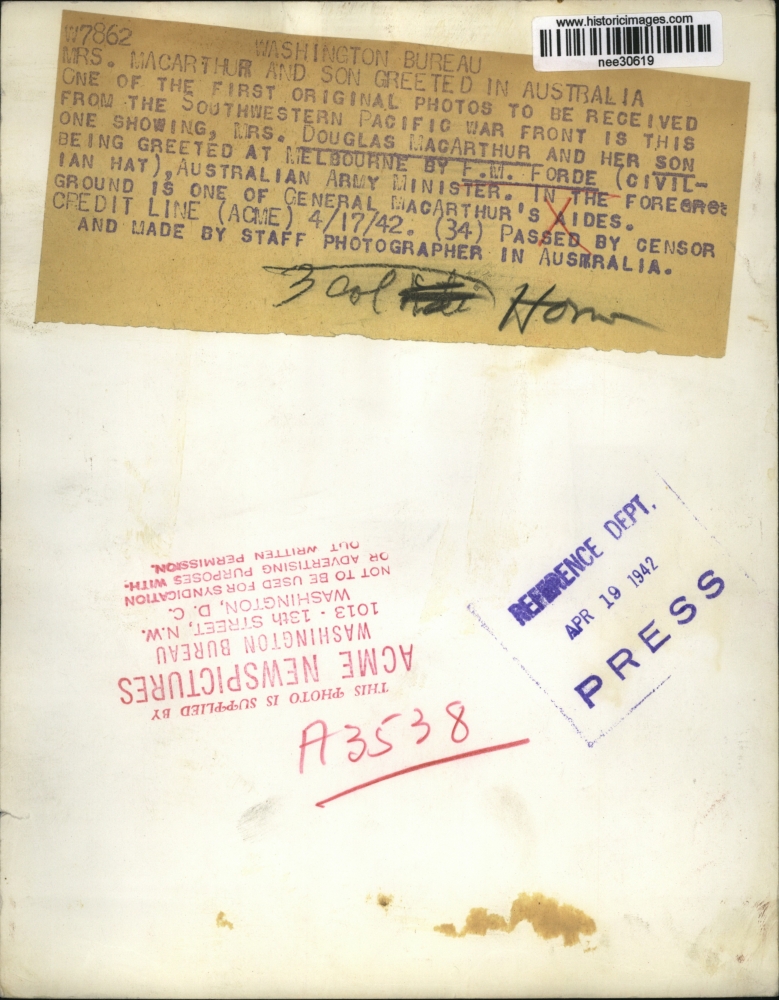 www.historicimages.com
nee30619
W7862 WASHINGTON BUREAU
MRS. MACARTHUR AND SON GREETED IN AUSTRALIA
ONE OF THE FIRST ORIGINAL PHOTOS TO BE RECEIVED
FROM THE SOUTHWESTERN PACIFIC WAR FRONT IS THIS
ONE SHOWING, MRS. DOUGLAS MACARTHUR AND HER SON
BEING GREETED AT MELBOURNE BY F.M. FORDE (CIVIL-
IAN HAT), AUSTRALIAN ARMY MINISTER. IN THE FORE
GROUND IS ONE OF GENERAL MACARTHUR'S AIDES.
CREDIT LINE (ACME) 4/17/42. (34) PASSED BY CENSOR
AND MADE BY STAFF PHOTOGRAPHER IN AUSTRALIA.
3 col
REFERENCE DEPT.
APR 19 1942
PRESS
THIS PHOTO IS SUPPLIED BY
ACME NEWSPICTURES
WASHINGTON BUREAU
1013 - 13th STREET, N.W.
WASHINGTON, D. C.
NOT TO BE USED FOR SYNDICATION
OR ADVERTISING PURPOSES WITH-
OUT WRITTEN PERMISSION.
A3538